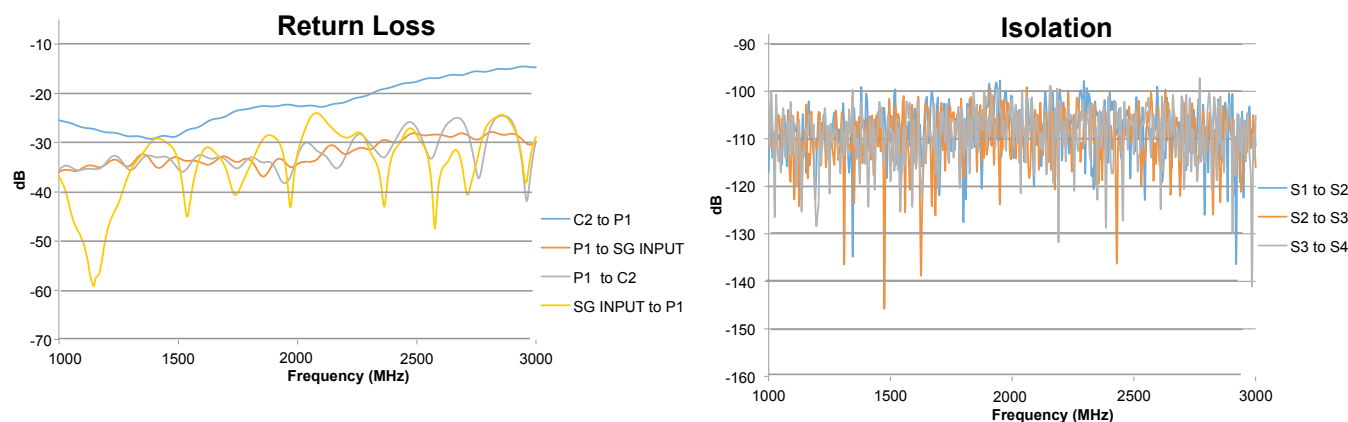 Return Loss
-10
-20
-30
-40
-50
-60
-70
dB
1000
1500
2000
2500
3000
Frequency (MHz)
C2 to P1
P1 to SG INPUT
P1 to C2
SG INPUT to P1
Isolation
-90
-100
-110
-120
-130
-140
-150
-160
dB
1000
1500
2000
2500
3000
Frequency (MHz)
S1 to S2
S2 to S3
S3 to S4